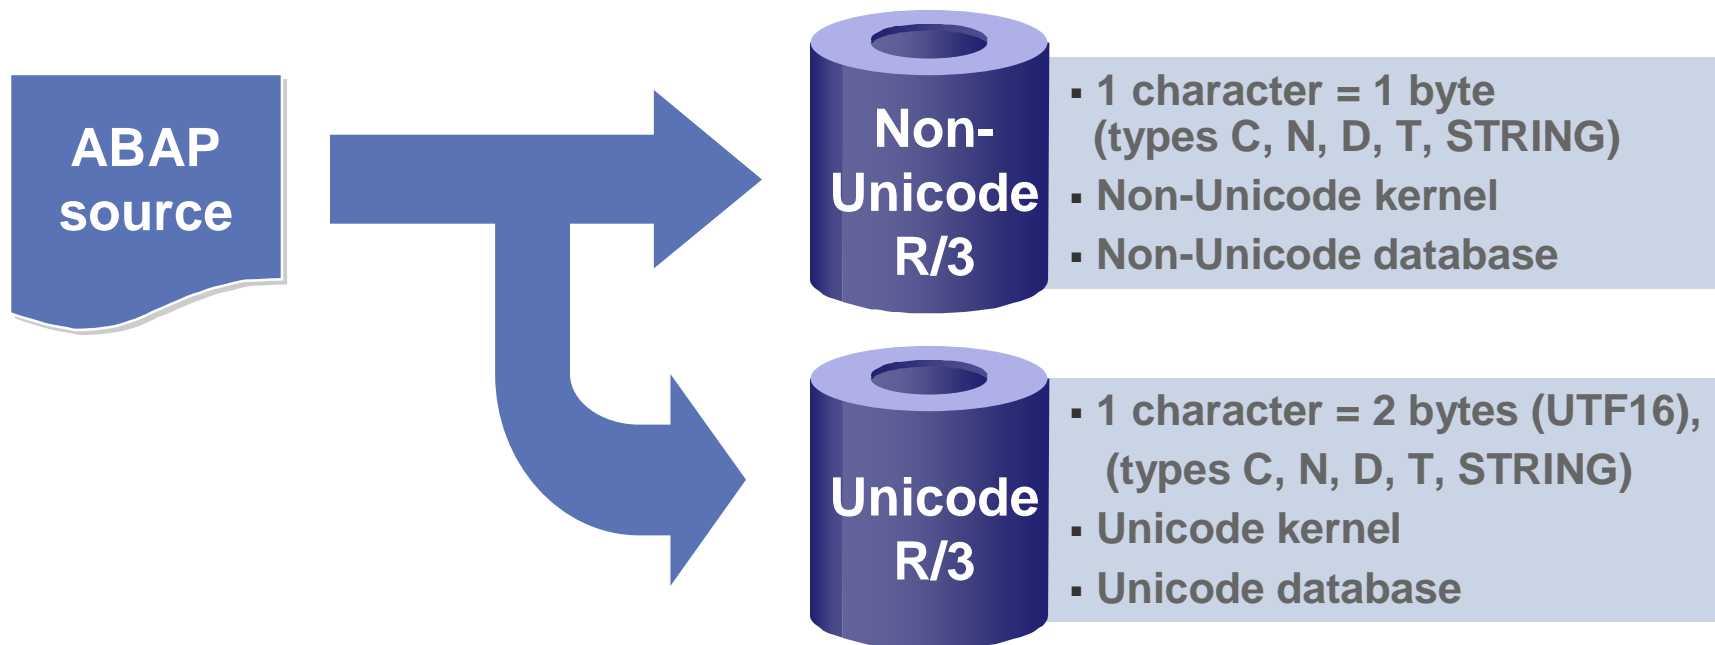 ABAP
source
Non-
Unicode
R/3
▪ 1 character = 1 byte
(types C, N, D, T, STRING)
▪ Non-Unicode kernel
▪ Non-Unicode database
Unicode
R/3
▪ 1 character = 2 bytes (UTF16),
(types C, N, D, T, STRING)
▪ Unicode kernel
▪ Unicode database